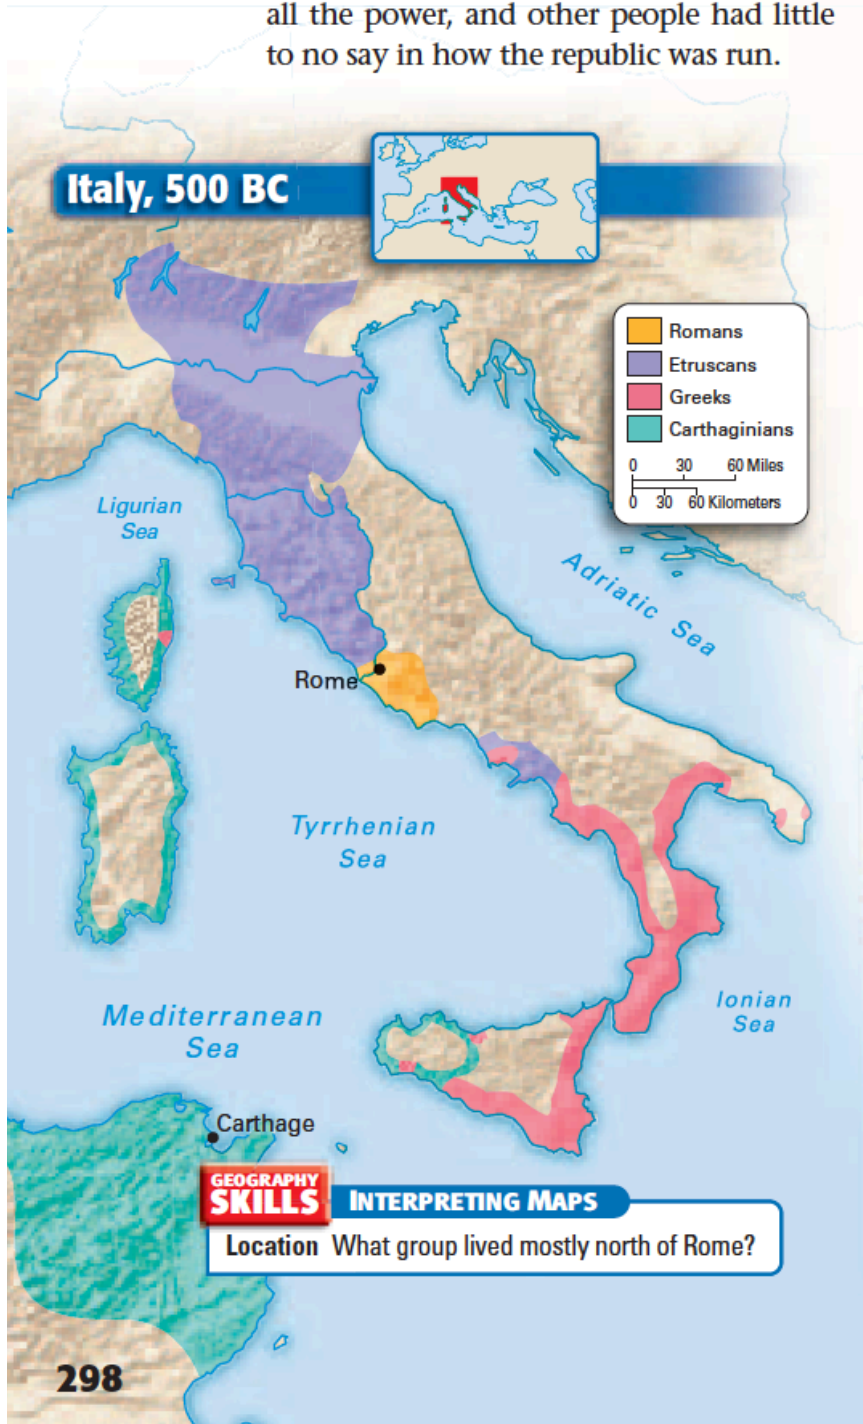 all the power, and other people had little
to no say in how the republic was run.
Italy, 500 BC
Romans
Etruscans
Greeks
Carthaginians
0 30 60 Miles
0 30 60 Kilometers
Ligurian
Sea
Adriatic Sea
Rome
Tyrrhenian
Sea
Ionian
Sea
Mediterranean
Sea
Carthage
GEOGRAPHY
SKILLS
INTERPRETING MAPS
Location What group lived mostly north of Rome?
298